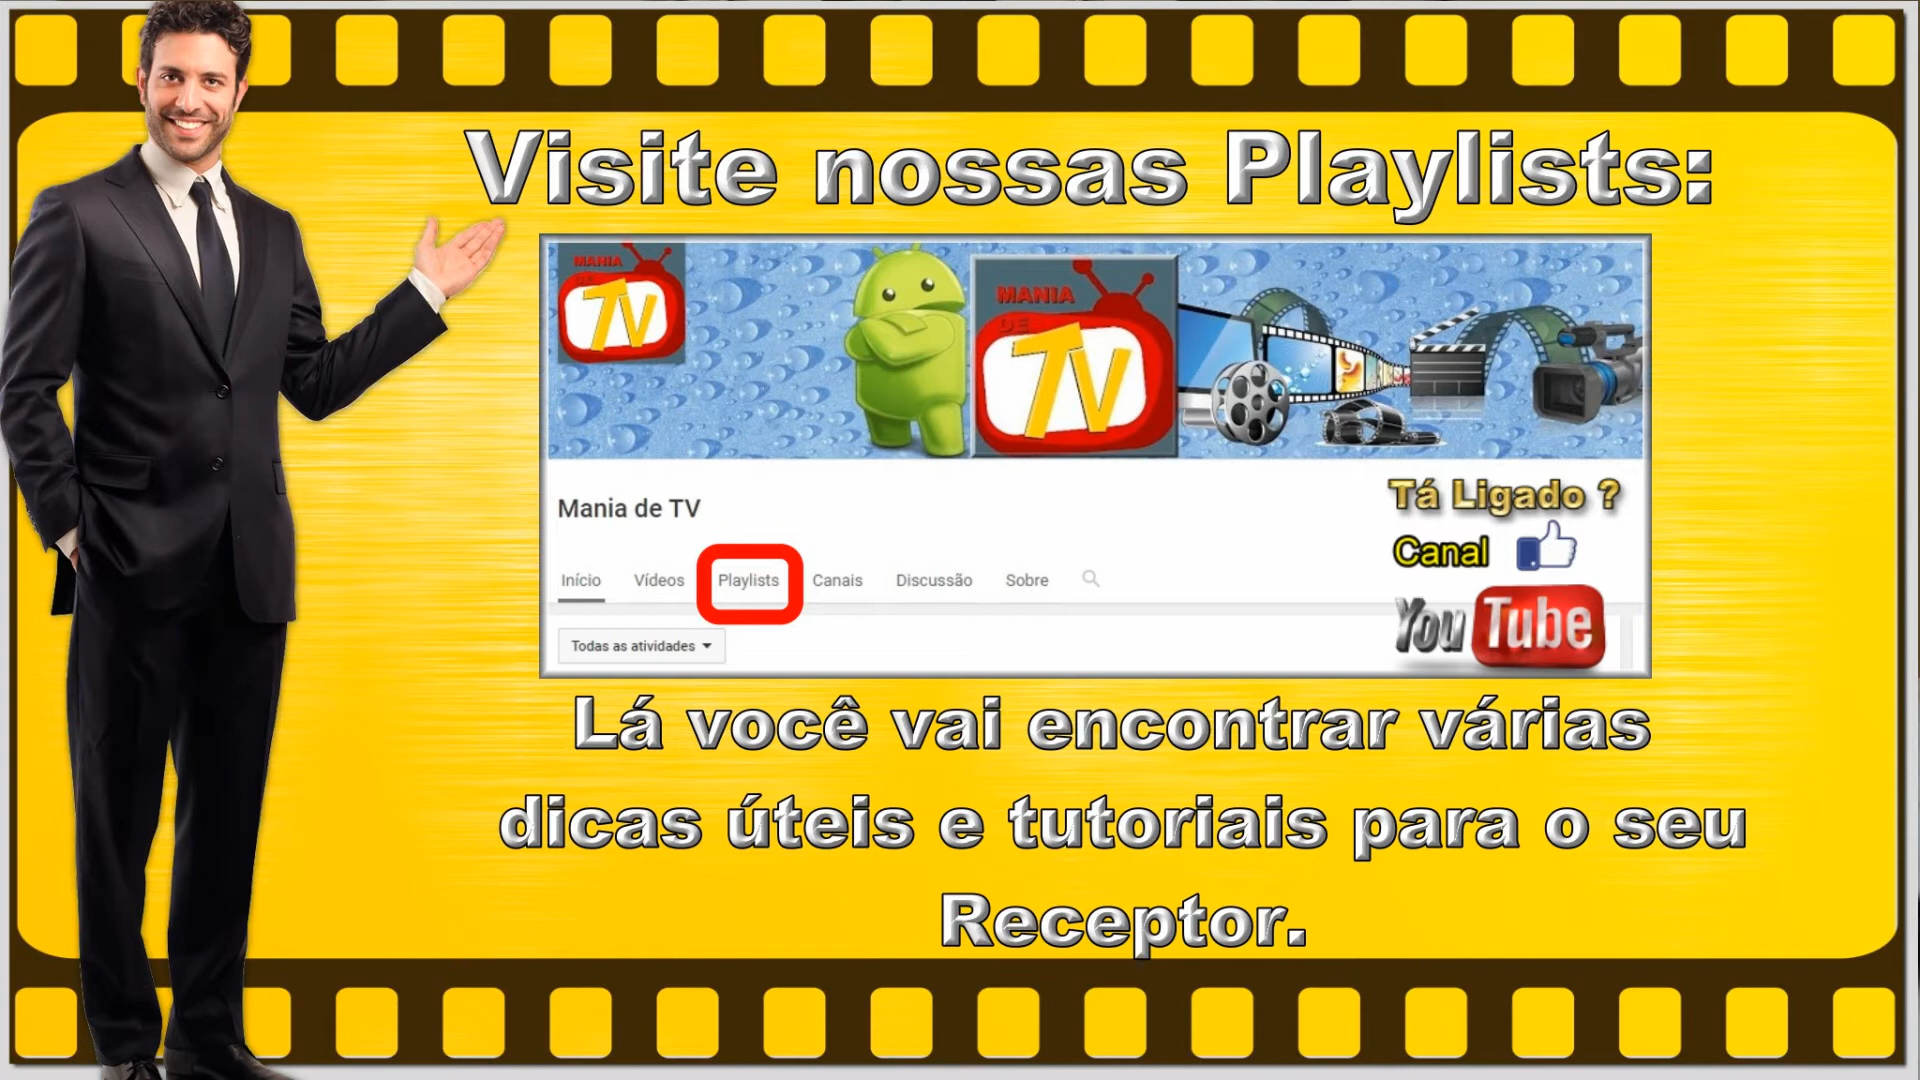 Visite nossas Playlists:
MANIA
DE
TV
MANIA
DE
TV
Mania de TV
Tá Ligado ?
Canal
Início Vídeos Playlists Canais Discussão Sobre
You Tube
Todas as atividades
Lá você vai encontrar várias
dicas úteis e tutoriais para o seu
Receptor.